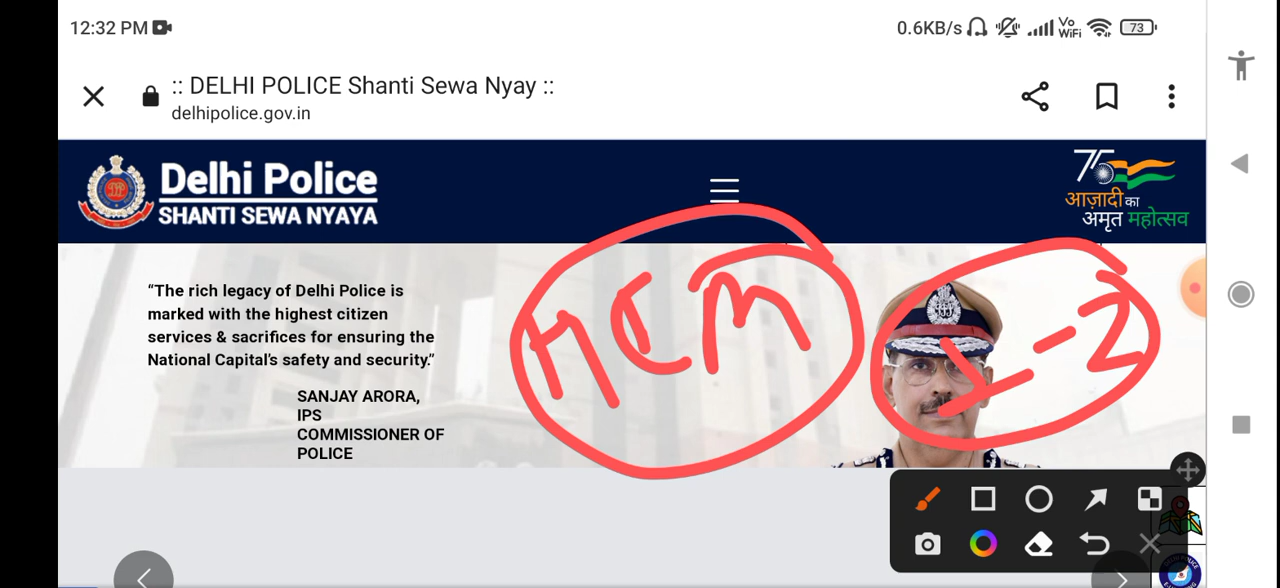 12:32 PM
0.6KB/s
Vo
WiFi
73
:: DELHI POLICE Shanti Sewa Nyay ::
delhipolice.gov.in
Delhi Police
SHANTI SEWA NYAYA
75
आज़ादी का
अमृत महोत्सव
“The rich legacy of Delhi Police is
marked with the highest citizen
services & sacrifices for ensuring the
National Capital’s safety and security.”
SANJAY ARORA,
IPS
COMMISSIONER OF
POLICE
HCM
1-2